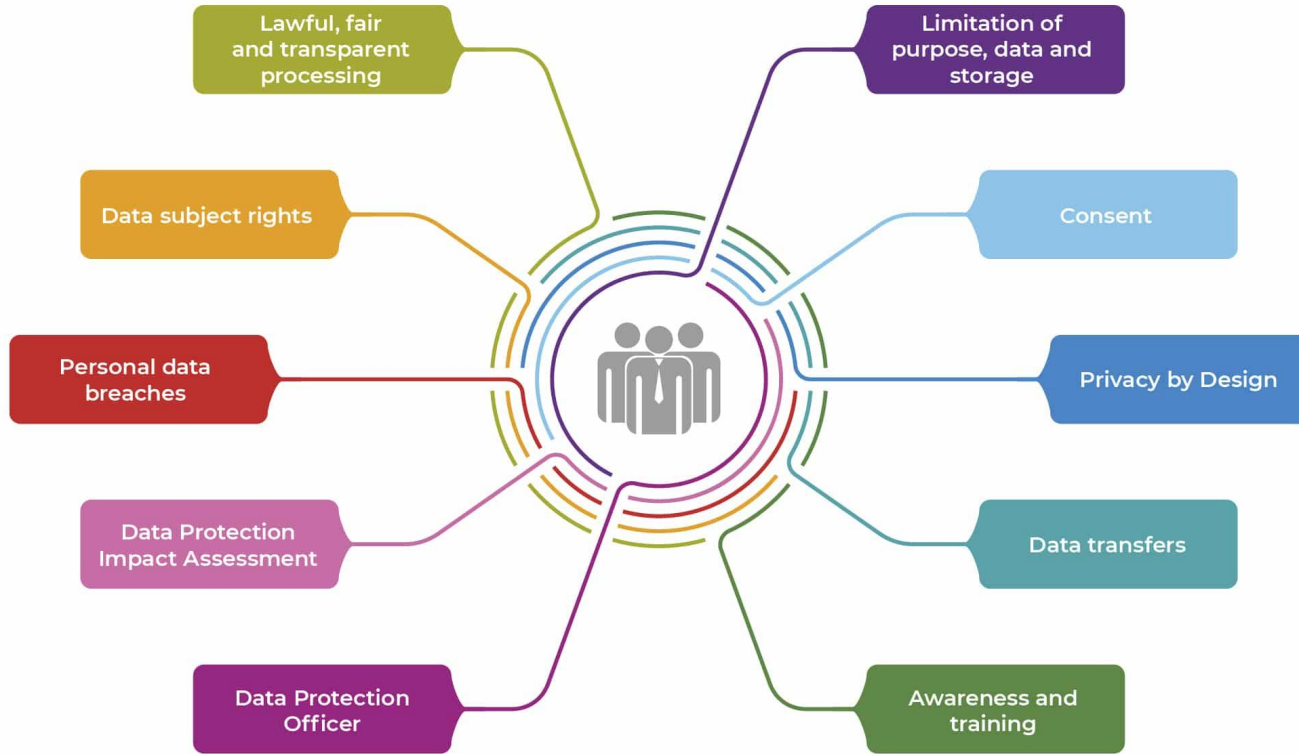 Lawful, fair
and transparent
processing
Limitation of
purpose, data and
storage
Data subject rights
Consent
Personal data
breaches
Privacy by Design
Data Protection
Impact Assessment
Data transfers
Data Protection
Officer
Awareness and
training